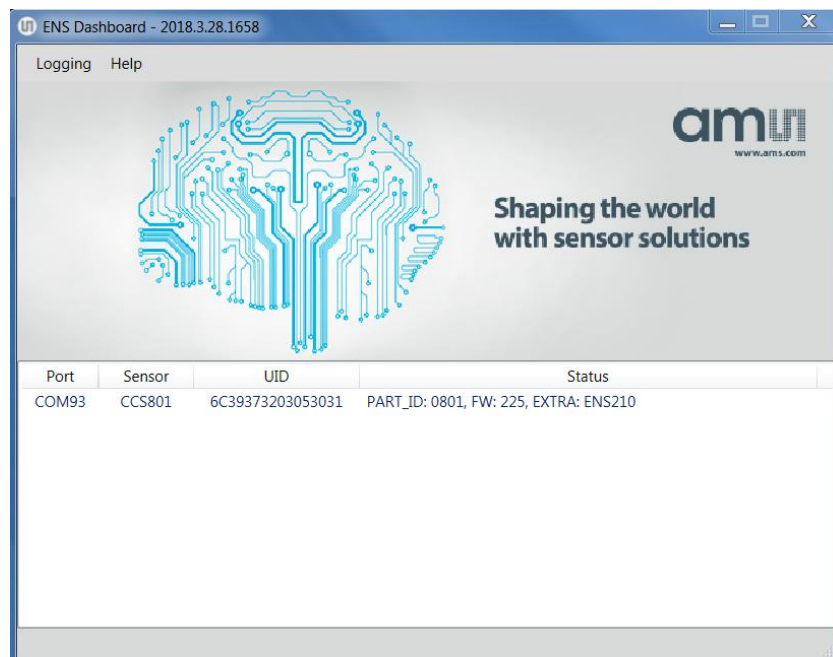 ENS Dashboard - 2018.3.28.1658
Logging Help
am
www.ams.com
Shaping the world
with sensor solutions
Port Sensor UID Status
COM93 CCS801 6C39373203053031 PART_ID: 0801, FW: 225, EXTRA: ENS210